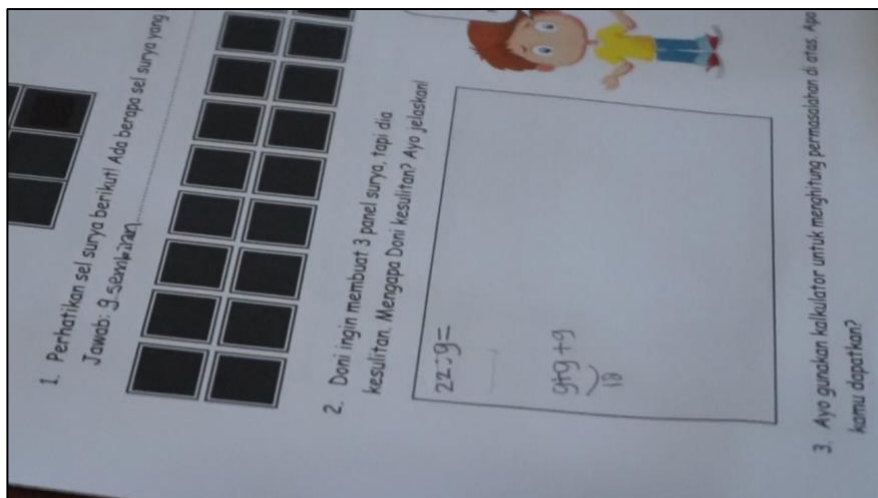 1. Perhatikan sel surya berikut! Ada berapa sel surya yang
Jawab: 9 sembilan
2. Doni ingin membuat 3 panel surya, tapi dia
kesulitan. Mengapa Doni kesulitan? Ayo jelaskan!
22:9=
9+9+9
18
3. Ayo gunakan kalkulator untuk menghitung permasalahan di atas. Apa
kamu dapatkan?